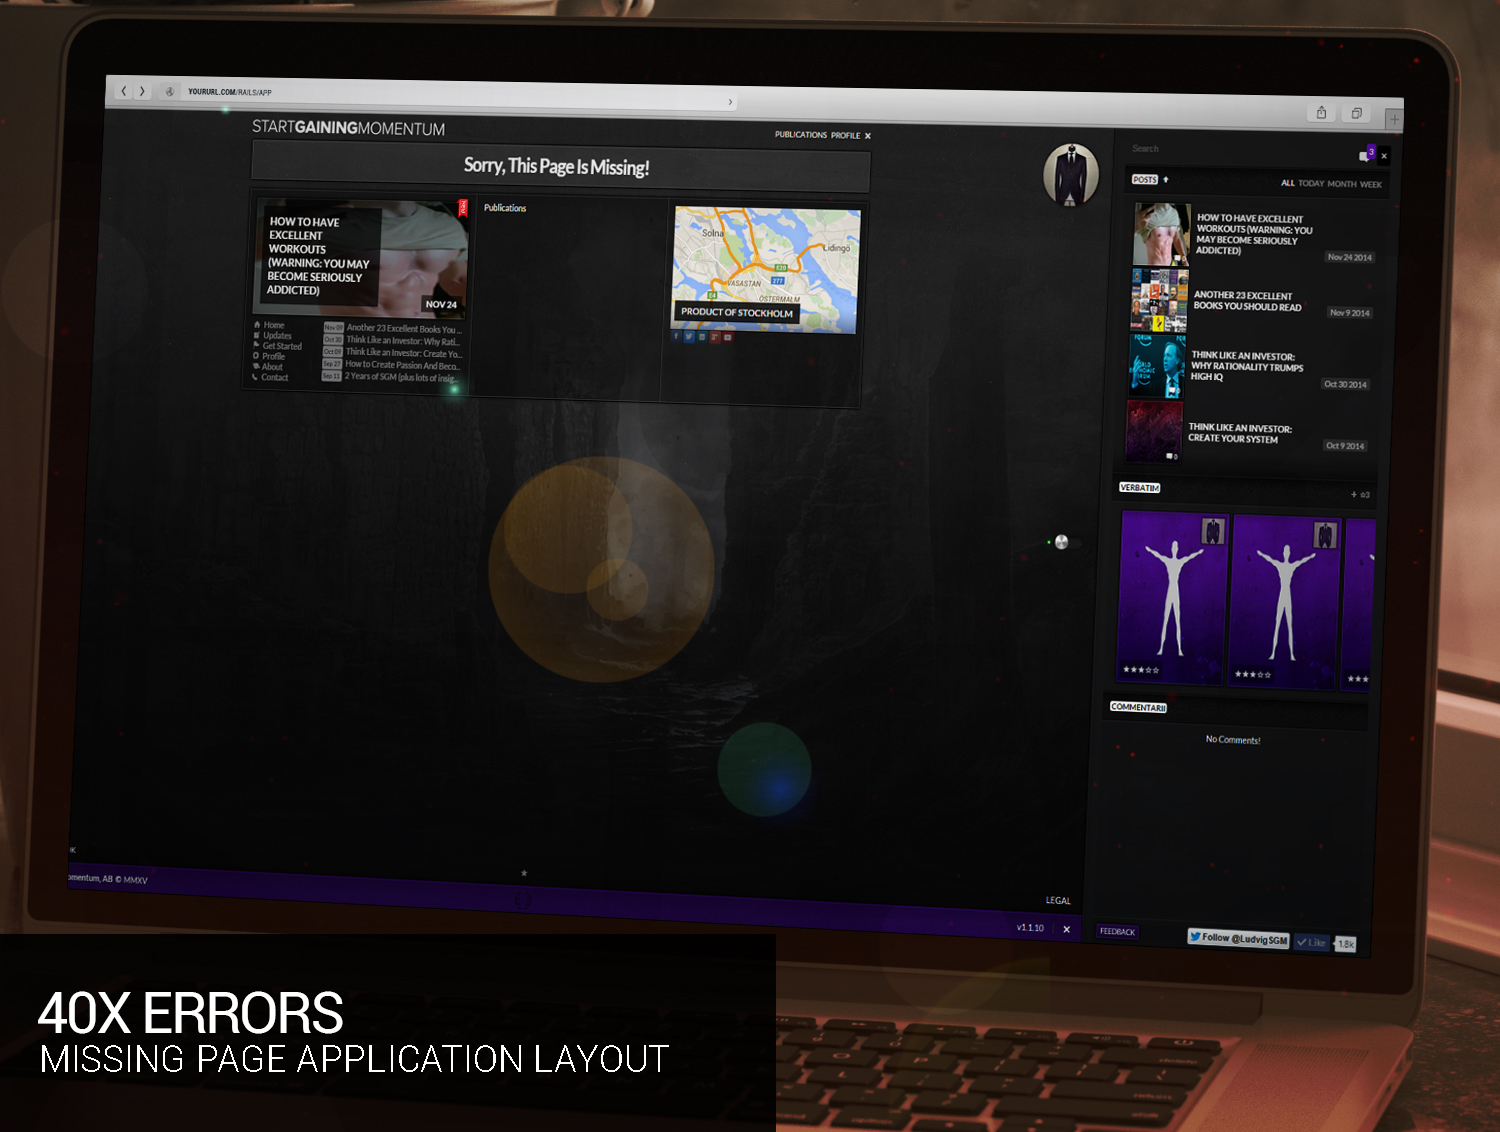 YOURURL.COM/RAILS/APP
STARTGAININGMOMENTUM
PUBLICATIONS PROFILE ×
Sorry, This Page Is Missing!
HOW TO HAVE
EXCELLENT
WORKOUTS
(WARNING: YOU MAY
BECOME SERIOUSLY
ADDICTED)
NOV 24
Home
Updates
Get Started
Profile
About
Contact
Nov 09 Another 23 Excellent Books You ...
Oct 30 Think Like an Investor: Why Rati...
Oct 09 Think Like an Investor: Create Yo...
Sep 27 How to Create Passion And Beco...
Sep 11 2 Years of SGM (plus lots of insig...
Publications
Solna
Lidingö
E20
277
VASASTAN
E4
ÖSTERMALM
PRODUCT OF STOCKHOLM
Search
3
×
POSTS
ALL TODAY MONTH WEEK
HOW TO HAVE EXCELLENT
WORKOUTS (WARNING: YOU
MAY BECOME SERIOUSLY
ADDICTED)
Nov 24 2014
ANOTHER 23 EXCELLENT
BOOKS YOU SHOULD READ
Nov 9 2014
THINK LIKE AN INVESTOR:
WHY RATIONALITY TRUMPS
HIGH IQ
Oct 30 2014
THINK LIKE AN INVESTOR:
CREATE YOUR SYSTEM
Oct 9 2014
0
VERBATIM
+ ✩3
★★★☆☆
★★★☆☆
★★★
COMMENTARII
No Comments!
omentum, AB © MMXV
LEGAL
v1.1.10 ×
FEEDBACK
Follow @LudvigSGM
Like
1.8k
40X ERRORS
MISSING PAGE APPLICATION LAYOUT